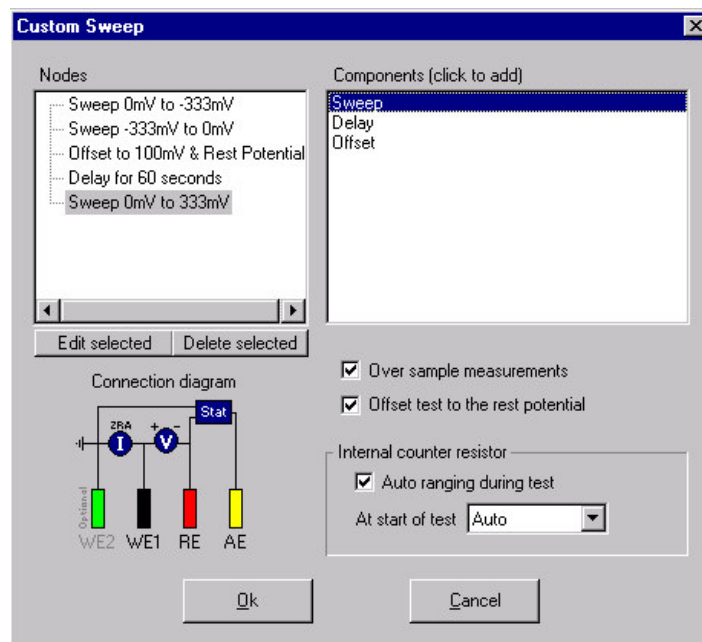 Custom Sweep
Nodes
Sweep 0mV to -333mV
Sweep -333mV to 0mV
Offset to 100mV & Rest Potential
Delay for 60 seconds
Sweep 0mV to 333mV
Edit selected
Delete selected
Components (click to add)
Sweep
Delay
Offset
Connection diagram
Stat
ZRA
I
+ -
V
Optional
WE2 WE1 RE AE
Over sample measurements
Offset test to the rest potential
Internal counter resistor
Auto ranging during test
At start of test Auto
Ok
Cancel